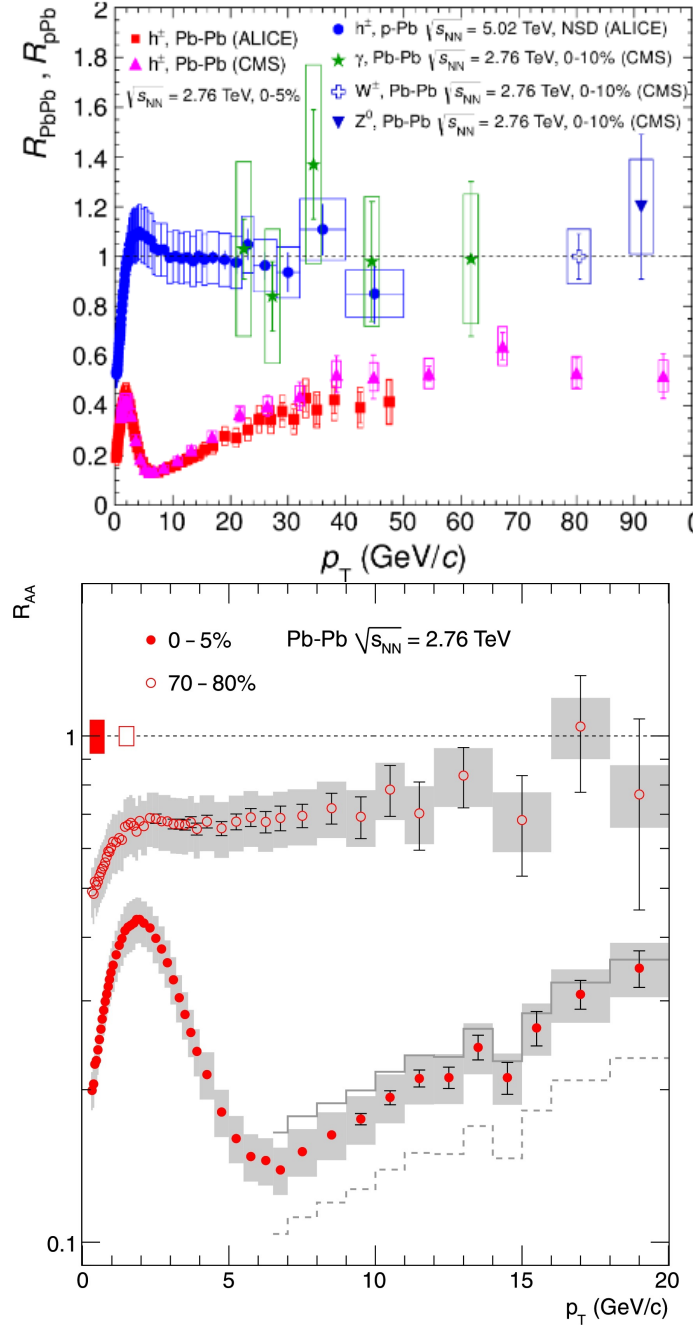 R_PbPb , R_pPb
2
1.8
1.6
1.4
1.2
1
0.8
0.6
0.4
0.2
0
h±, Pb-Pb (ALICE)
h±, Pb-Pb (CMS)
√s_NN = 2.76 TeV, 0-5%
h±, p-Pb √s_NN = 5.02 TeV, NSD (ALICE)
γ, Pb-Pb √s_NN = 2.76 TeV, 0-10% (CMS)
W±, Pb-Pb √s_NN = 2.76 TeV, 0-10% (CMS)
Z⁰, Pb-Pb √s_NN = 2.76 TeV, 0-10% (CMS)
0 10 20 30 40 50 60 70 80 90
p_T (GeV/c)
R_AA
0 – 5% Pb-Pb √s_NN = 2.76 TeV
70 – 80%
1
0.1
0 5 10 15 20
p_T (GeV/c)